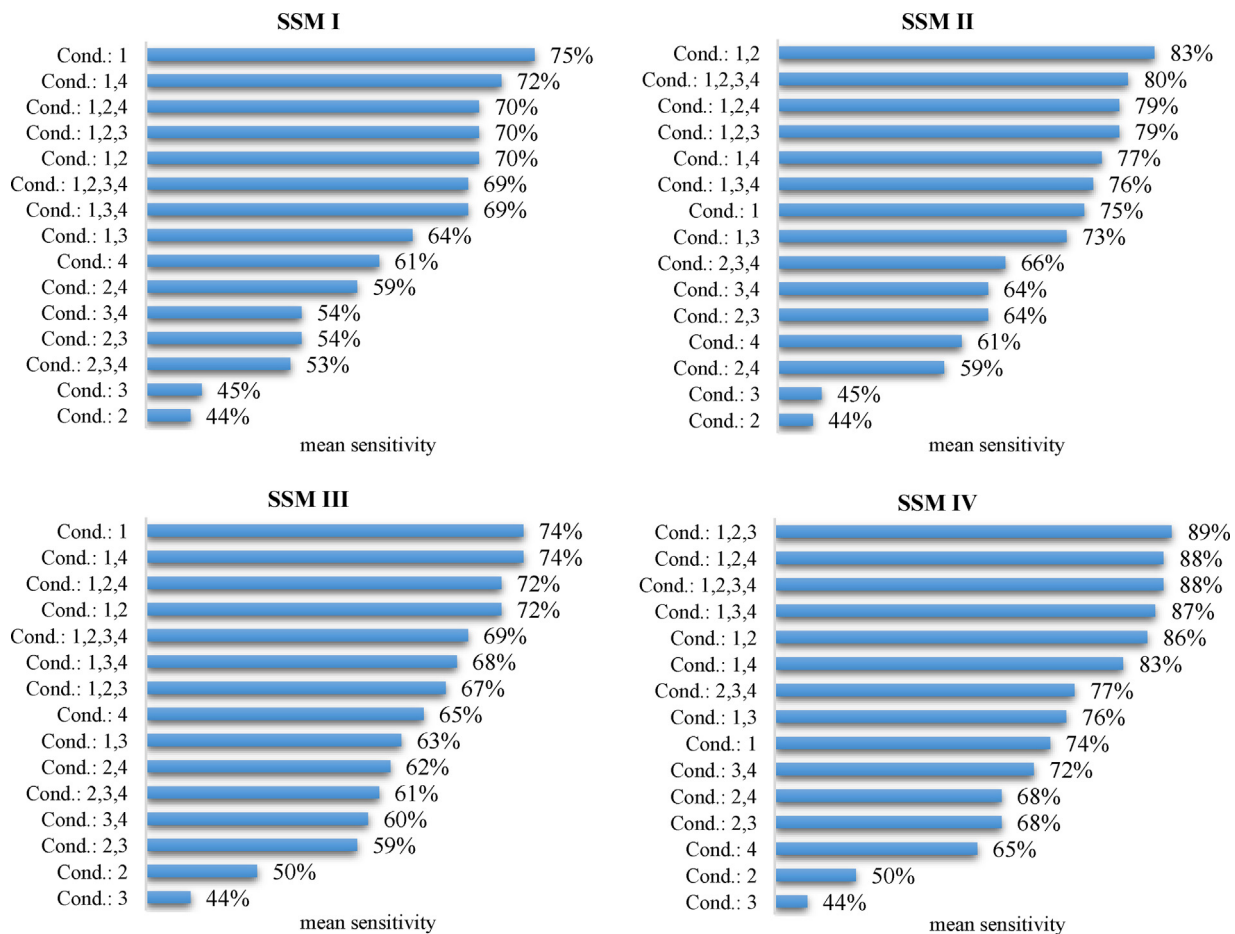 SSM I
Cond.: 1 75%
Cond.: 1,4 72%
Cond.: 1,2,4 70%
Cond.: 1,2,3 70%
Cond.: 1,2 70%
Cond.: 1,2,3,4 69%
Cond.: 1,3,4 69%
Cond.: 1,3 64%
Cond.: 4 61%
Cond.: 2,4 59%
Cond.: 3,4 54%
Cond.: 2,3 54%
Cond.: 2,3,4 53%
Cond.: 3 45%
Cond.: 2 44%
mean sensitivity
SSM II
Cond.: 1,2 83%
Cond.: 1,2,3,4 80%
Cond.: 1,2,4 79%
Cond.: 1,2,3 79%
Cond.: 1,4 77%
Cond.: 1,3,4 76%
Cond.: 1 75%
Cond.: 1,3 73%
Cond.: 2,3,4 66%
Cond.: 3,4 64%
Cond.: 2,3 64%
Cond.: 4 61%
Cond.: 2,4 59%
Cond.: 3 45%
Cond.: 2 44%
mean sensitivity
SSM III
Cond.: 1 74%
Cond.: 1,4 74%
Cond.: 1,2,4 72%
Cond.: 1,2 72%
Cond.: 1,2,3,4 69%
Cond.: 1,3,4 68%
Cond.: 1,2,3 67%
Cond.: 4 65%
Cond.: 1,3 63%
Cond.: 2,4 62%
Cond.: 2,3,4 61%
Cond.: 3,4 60%
Cond.: 2,3 59%
Cond.: 2 50%
Cond.: 3 44%
mean sensitivity
SSM IV
Cond.: 1,2,3 89%
Cond.: 1,2,4 88%
Cond.: 1,2,3,4 88%
Cond.: 1,3,4 87%
Cond.: 1,2 86%
Cond.: 1,4 83%
Cond.: 2,3,4 77%
Cond.: 1,3 76%
Cond.: 1 74%
Cond.: 3,4 72%
Cond.: 2,4 68%
Cond.: 2,3 68%
Cond.: 4 65%
Cond.: 2 50%
Cond.: 3 44%
mean sensitivity